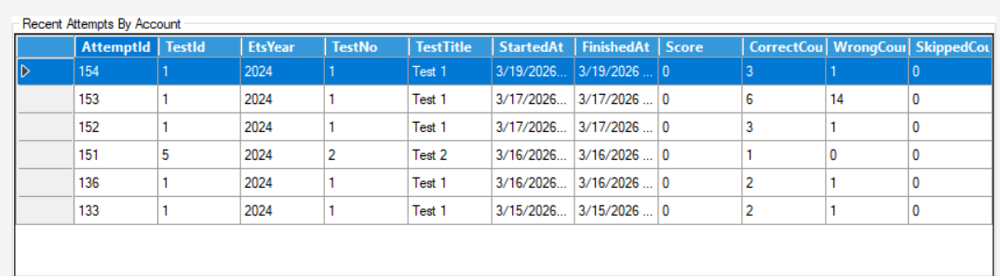 Recent Attempts By Account
AttemptId TestId EtsYear TestNo TestTitle StartedAt FinishedAt Score CorrectCou WrongCour SkippedCou
154 1 2024 1 Test 1 3/19/2026... 3/19/2026 ... 0 3 1 0
153 1 2024 1 Test 1 3/17/2026... 3/17/2026 ... 0 6 14 0
152 1 2024 1 Test 1 3/17/2026... 3/17/2026 ... 0 3 1 0
151 5 2024 2 Test 2 3/16/2026... 3/16/2026 ... 0 1 0 0
136 1 2024 1 Test 1 3/16/2026... 3/16/2026 ... 0 2 1 0
133 1 2024 1 Test 1 3/15/2026... 3/15/2026 ... 0 2 1 0